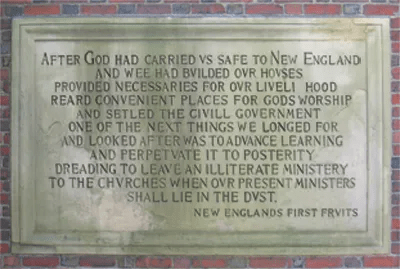 AFTER GOD HAD CARRIED VS SAFE TO NEW ENGLAND
AND WEE HAD BVILDED OVR HOVSES
PROVIDED NECESSARIES FOR OVR LIVELI HOOD
REARD CONVENIENT PLACES FOR GODS WORSHIP
AND SETLED THE CIVILL GOVERNMENT
ONE OF THE NEXT THINGS WE LONGED FOR
AND LOOKED AFTER WAS TO ADVANCE LEARNING
AND PERPETVATE IT TO POSTERITY
DREADING TO LEAVE AN ILLITERATE MINISTERY
TO THE CHVRCHES WHEN OVR PRESENT MINISTERS
SHALL LIE IN THE DVST.
NEW ENGLANDS FIRST FRVITS